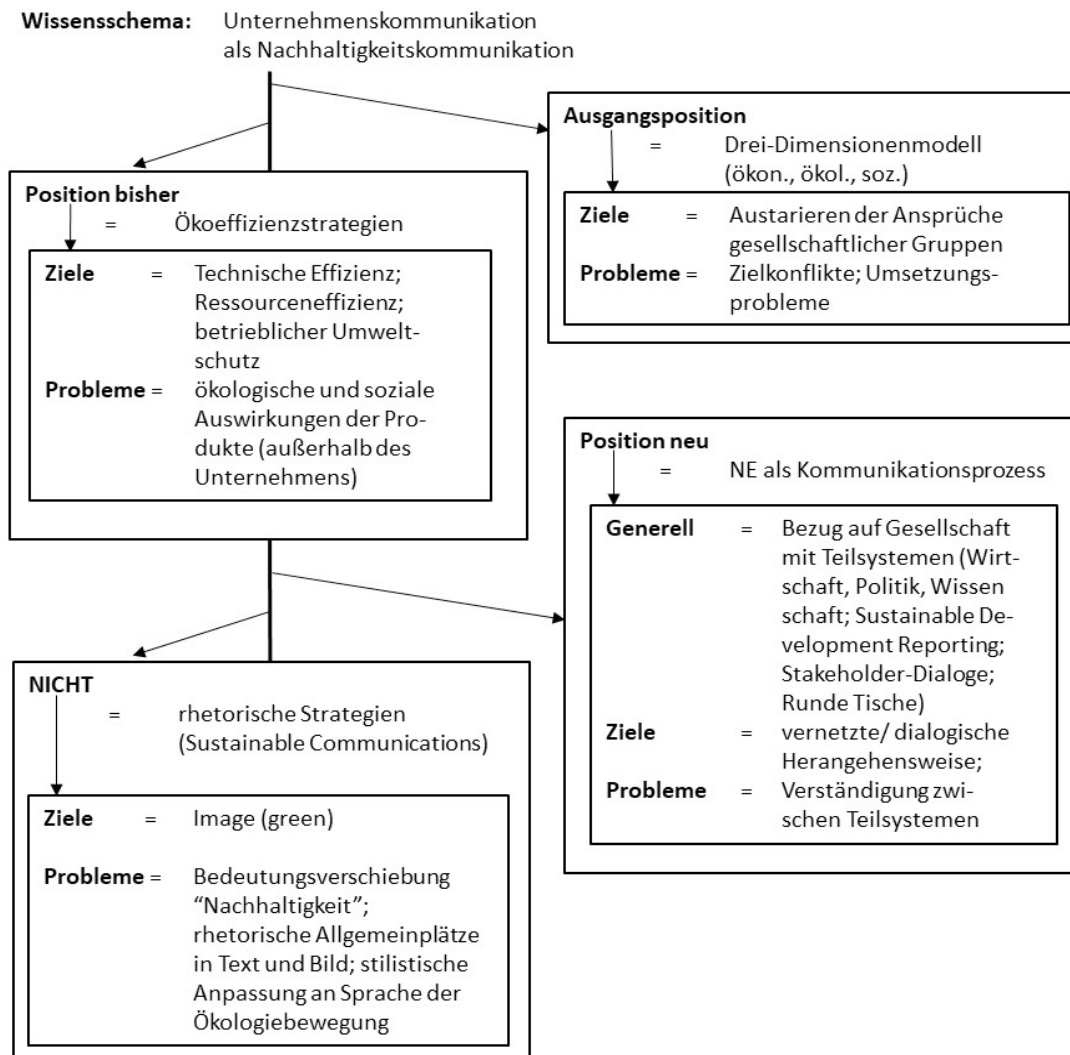 Wissensschema: Unternehmenskommunikation
als Nachhaltigkeitskommunikation
Ausgangsposition
= Drei-Dimensionenmodell
(ökon., ökol., soz.)
Ziele = Austarieren der Ansprüche
gesellschaftlicher Gruppen
Probleme = Zielkonflikte; Umsetzungs-
probleme
Position bisher
= Ökoeffizienzstrategien
Ziele = Technische Effizienz;
Ressourceneffizienz;
betrieblicher Umwelt-
schutz
Probleme = ökologische und soziale
Auswirkungen der Pro-
dukte (außerhalb des
Unternehmens)
Position neu
= NE als Kommunikationsprozess
Generell = Bezug auf Gesellschaft
mit Teilsystemen (Wirt-
schaft, Politik, Wissen
schaft; Sustainable De-
velopment Reporting;
Stakeholder-Dialoge;
Runde Tische)
Ziele = vernetzte/ dialogische
Herangehensweise;
Probleme = Verständigung zwi-
schen Teilsystemen
NICHT
= rhetorische Strategien
(Sustainable Communications)
Ziele = Image (green)
Probleme = Bedeutungsverschiebung
“Nachhaltigkeit”;
rhetorische Allgemeinplätze
in Text und Bild; stilistische
Anpassung an Sprache der
Ökologiebewegung